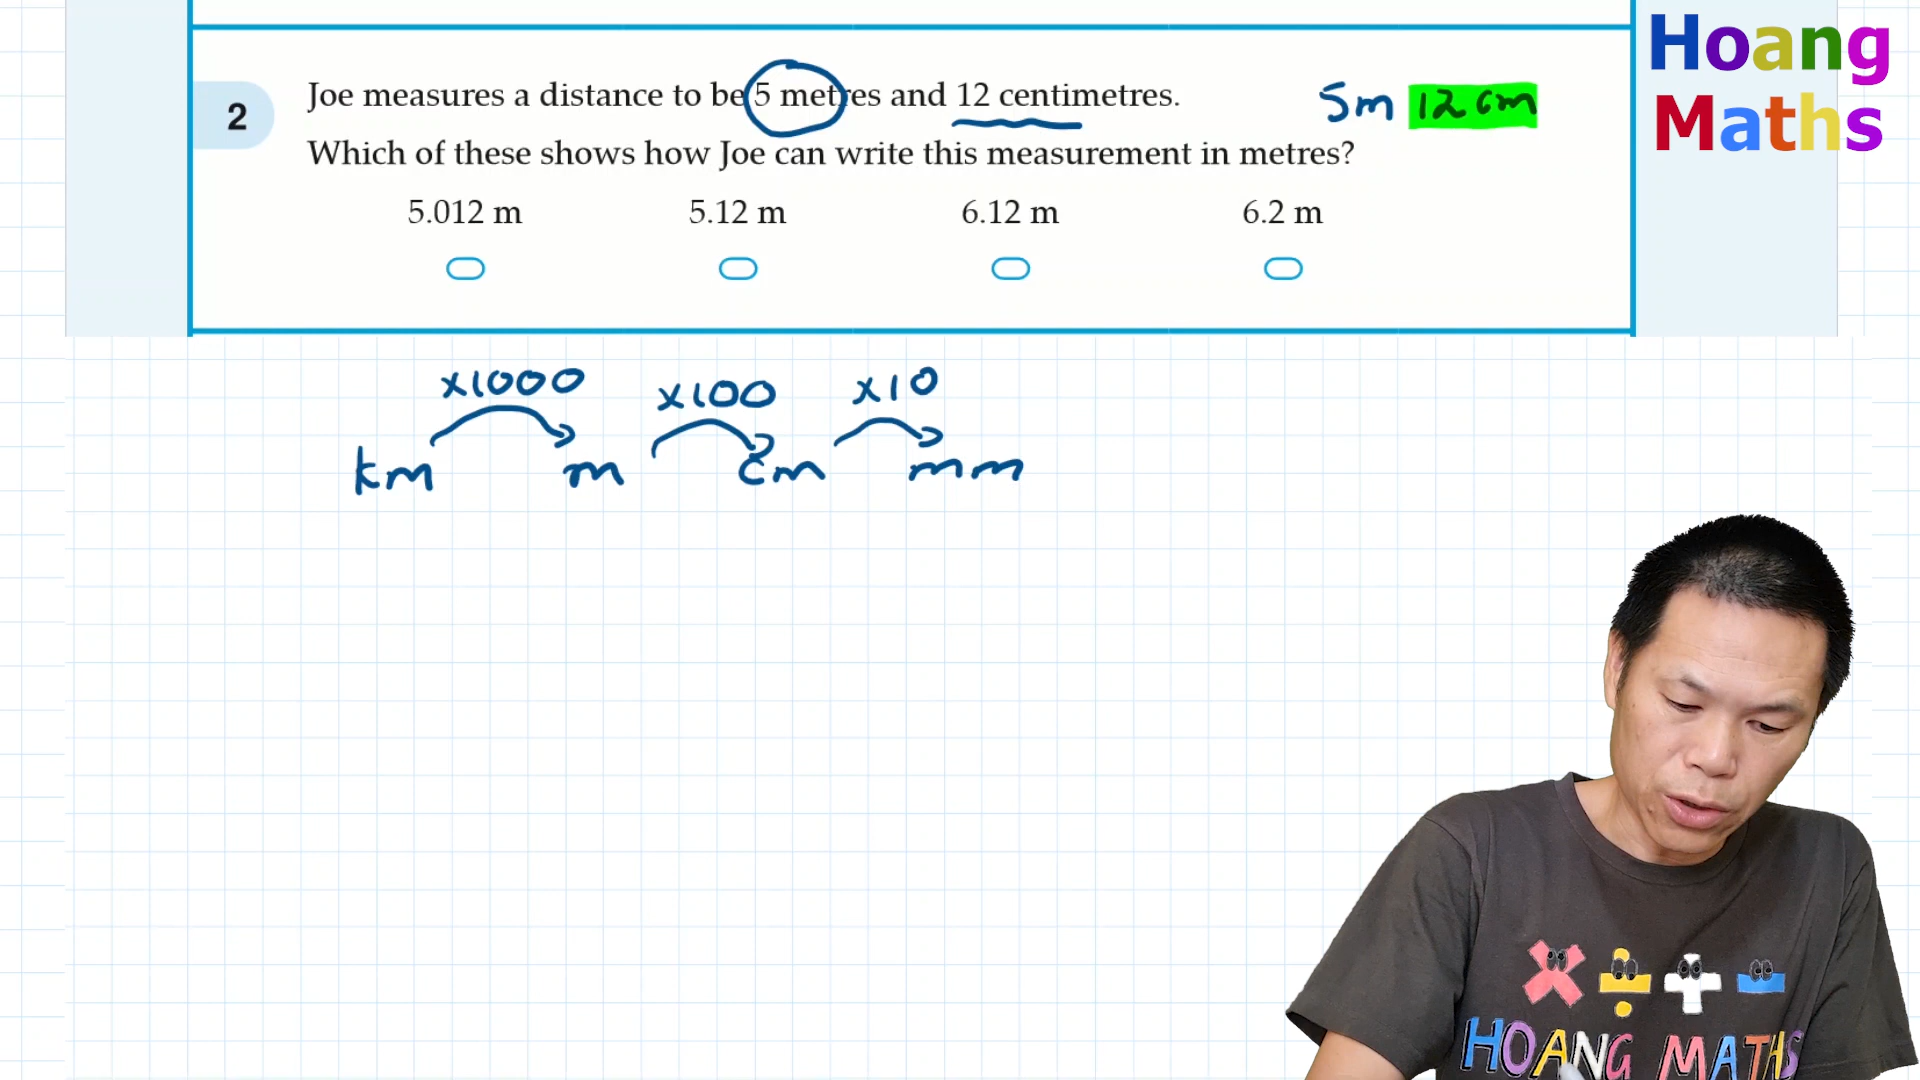 Hoang
Maths
2
Joe measures a distance to be 5 metres and 12 centimetres.
5m 12cm
Which of these shows how Joe can write this measurement in metres?
5.012 m 5.12 m 6.12 m 6.2 m
x1000 x100 x10
km m cm mm
HOANG MATHS